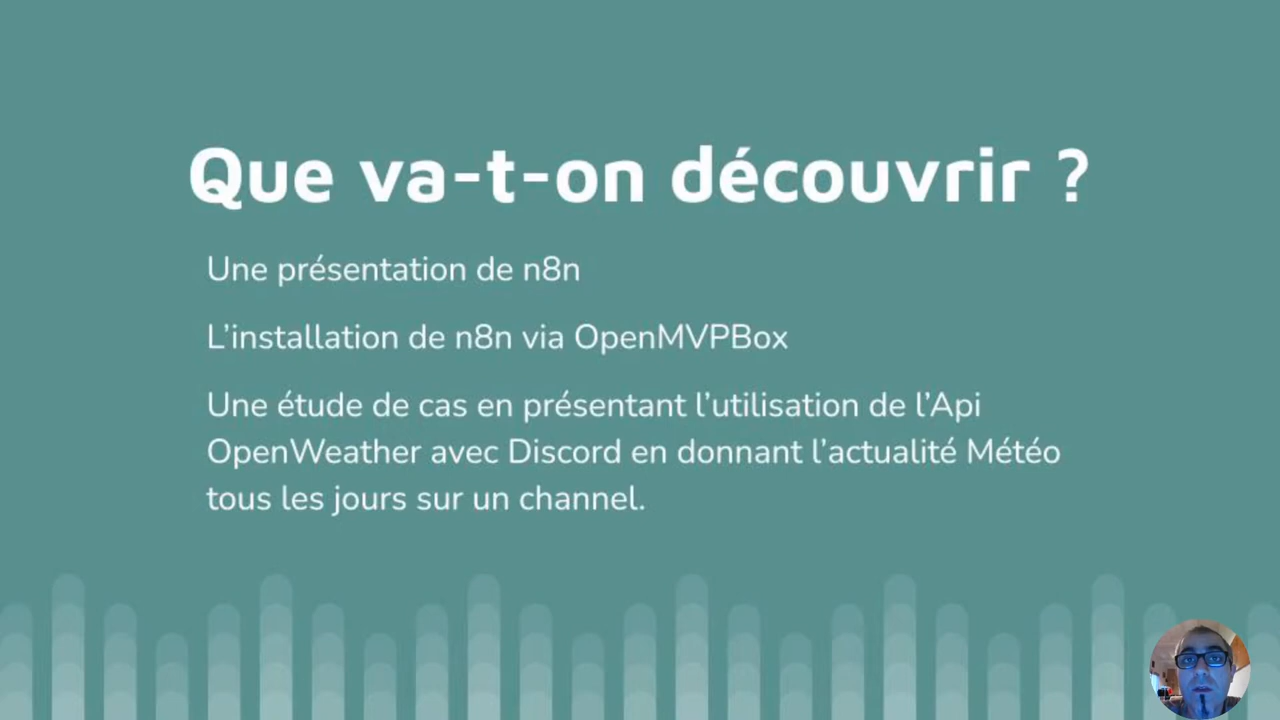 Que va-t-on découvrir ?
Une présentation de n8n
L’installation de n8n via OpenMVPBox
Une étude de cas en présentant l’utilisation de l’Api
OpenWeather avec Discord en donnant l’actualité Météo
tous les jours sur un channel.